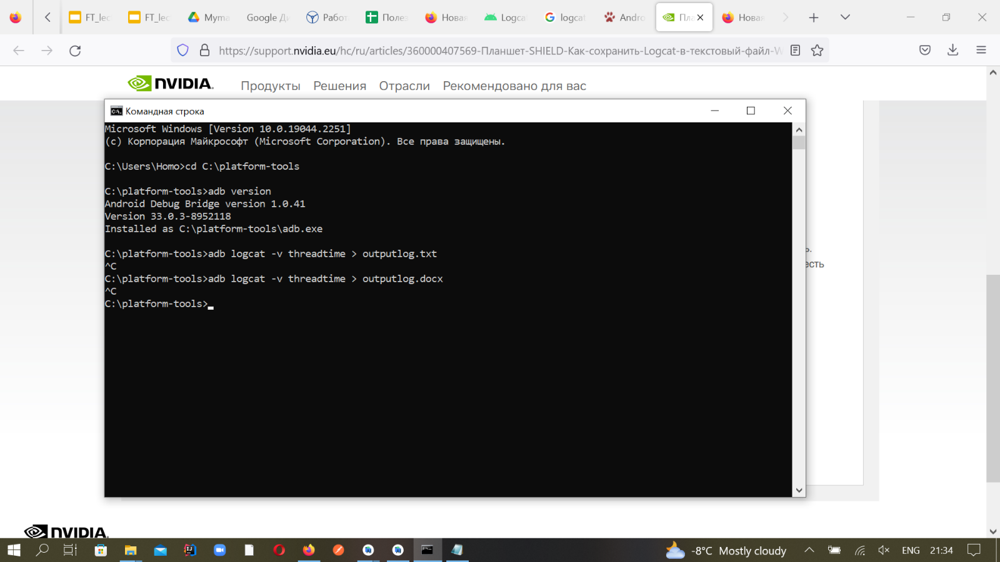 FT_lec
FT_lec
Myma
Google Ди
Работ
Полез
Новая
Logca
logcat
Andro
Пла
Новая
https://support.nvidia.eu/hc/ru/articles/360000407569-Планшет-SHIELD-Как-сохранить-Logcat-в-текстовый-файл-W
NVIDIA.
Продукты Решения Отрасли Рекомендовано для вас
Командная строка
Microsoft Windows [Version 10.0.19044.2251]
(c) Корпорация Майкрософт (Microsoft Corporation). Все права защищены.
C:\Users\Homo>cd C:\platform-tools
C:\platform-tools>adb version
Android Debug Bridge version 1.0.41
Version 33.0.3-8952118
Installed as C:\platform-tools\adb.exe
C:\platform-tools>adb logcat -v threadtime > outputlog.txt
^C
C:\platform-tools>adb logcat -v threadtime > outputlog.docx
^C
C:\platform-tools>
ь.
есть
NVIDIA.
-8°C Mostly cloudy
ENG
21:34